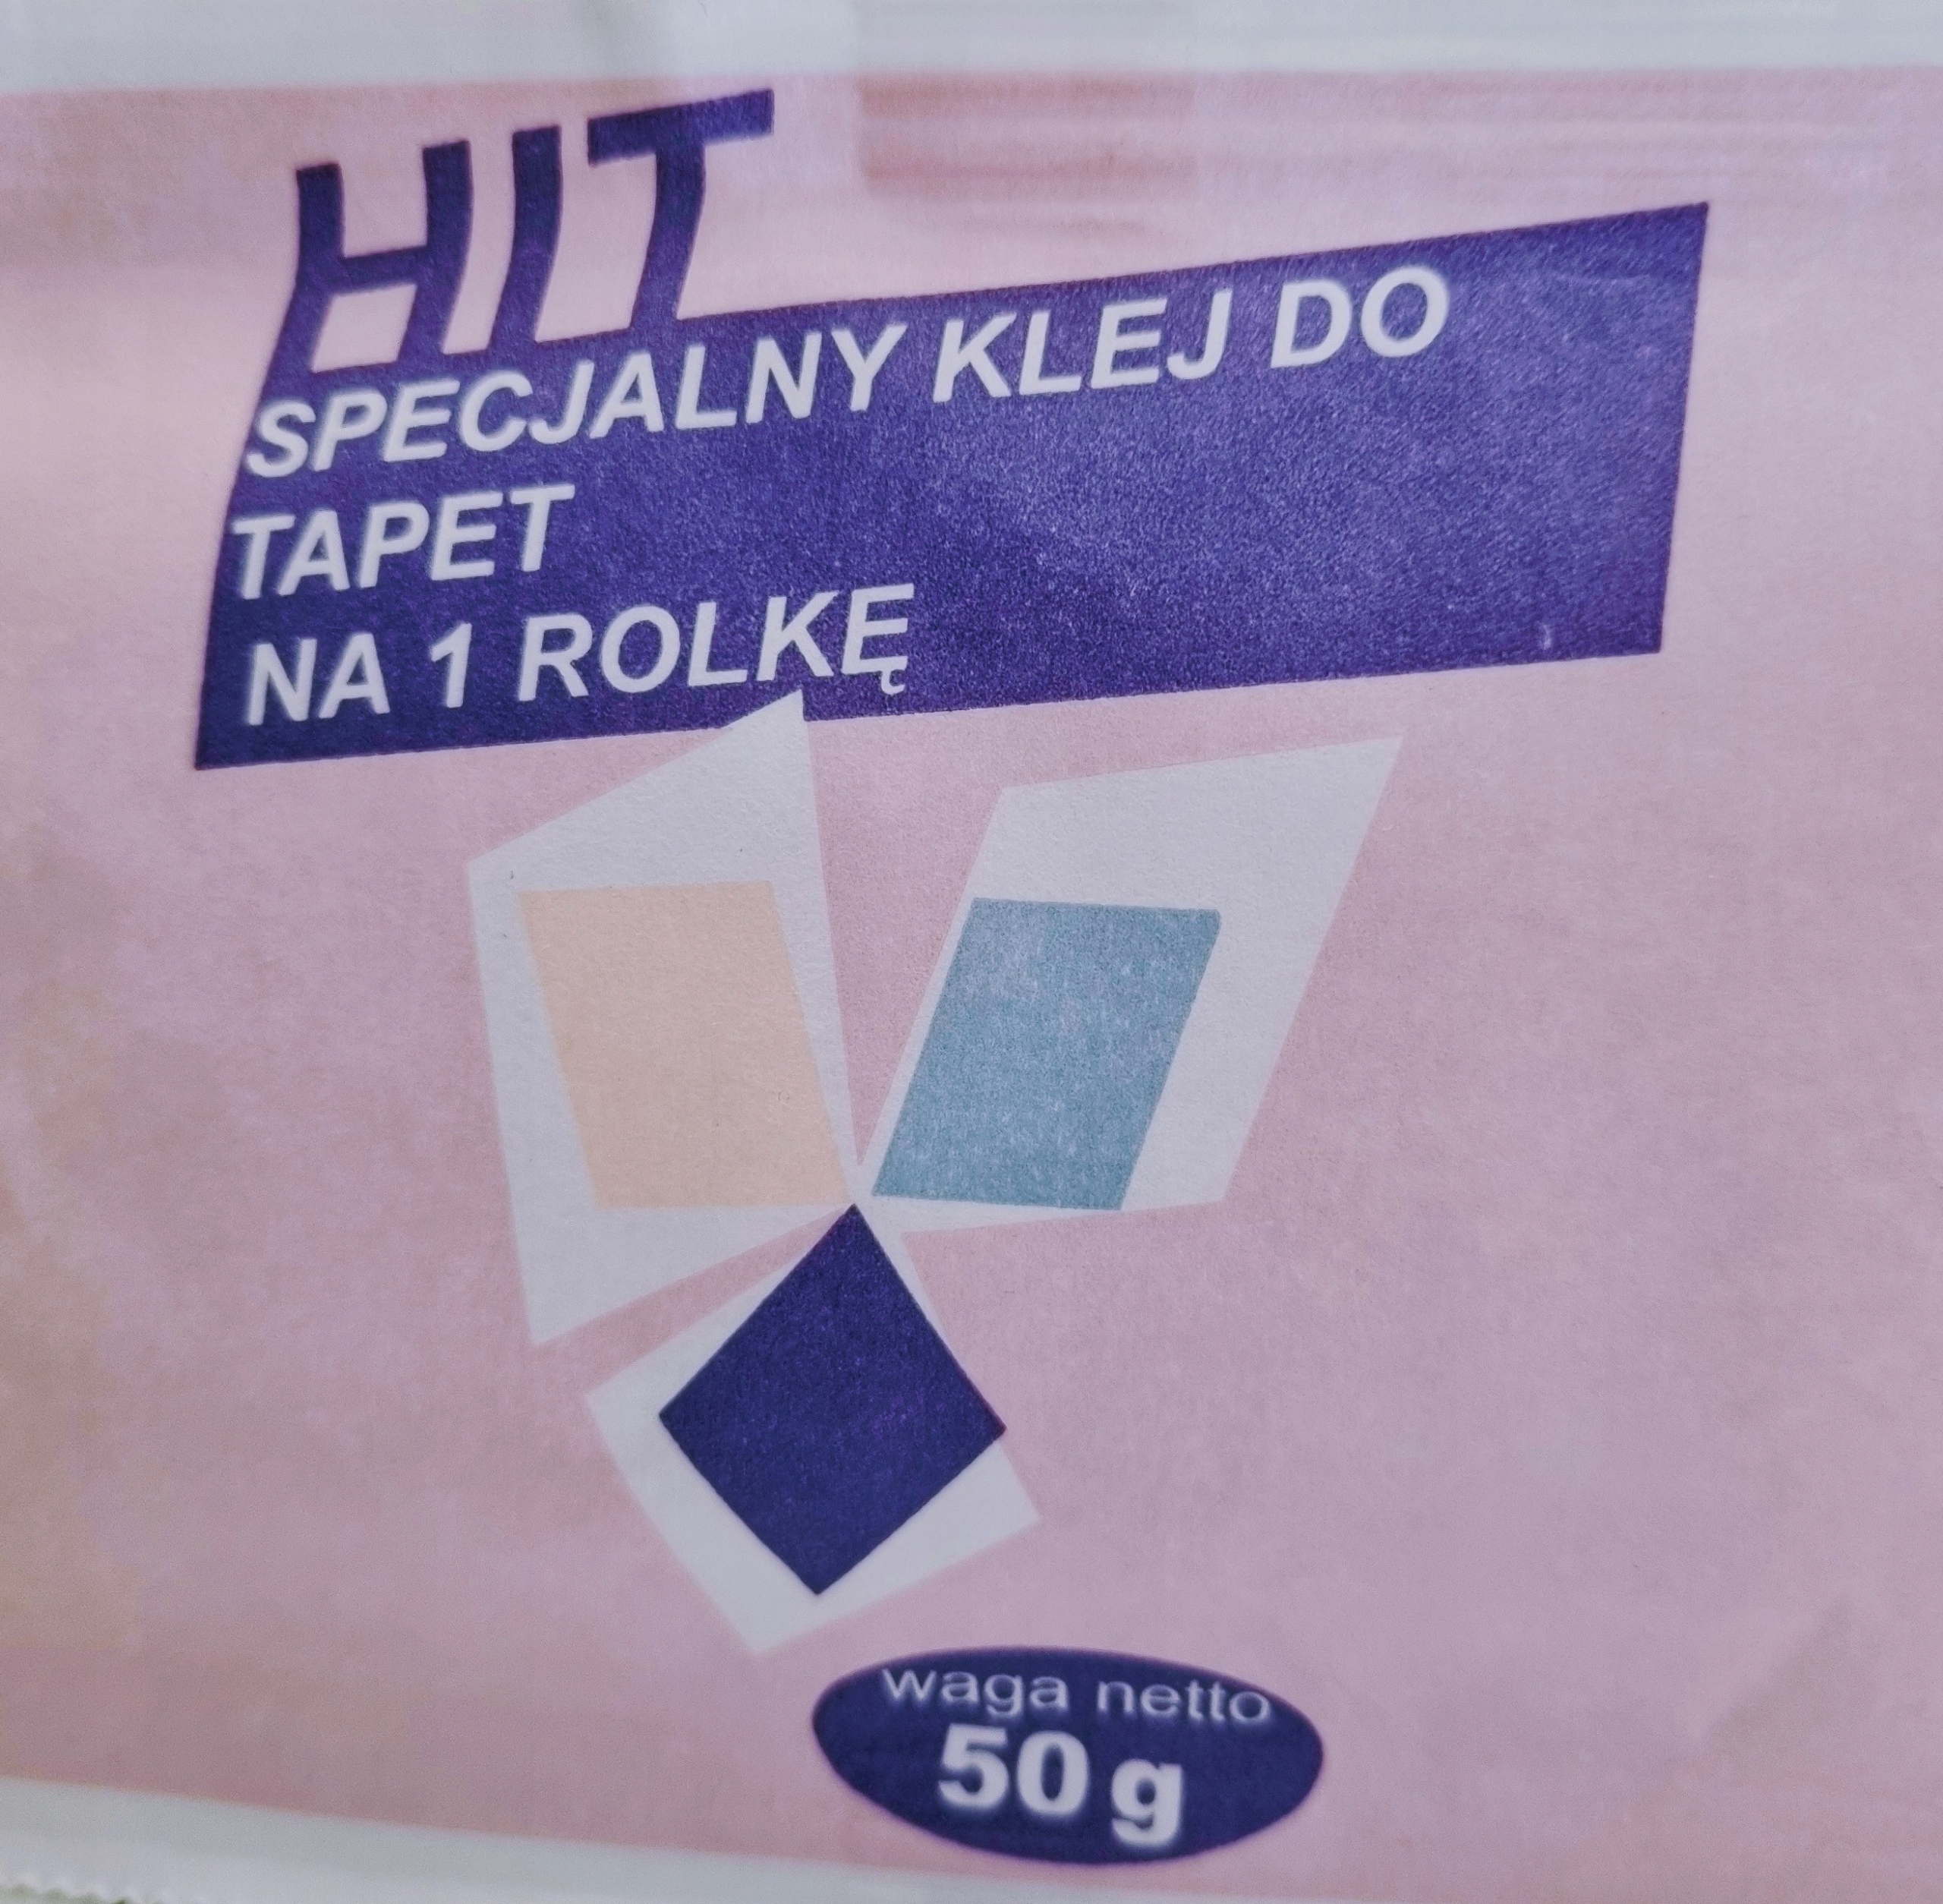 HIT
SPECJALNY KLEJ DO
TAPET
NA 1 ROLKĘ
waga netto
50 g